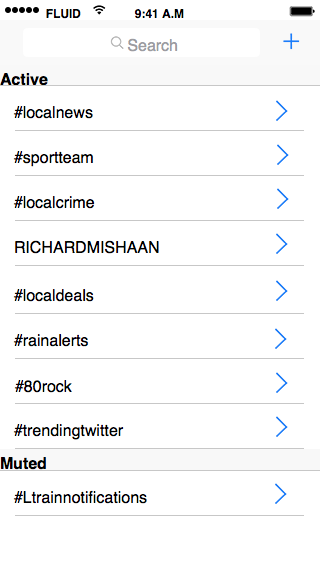 FLUID 9:41 A.M
Search
Active
#localnews
#sportteam
#localcrime
RICHARDMISHAAN
#localdeals
#rainalerts
#80rock
#trendingtwitter
Muted
#Ltrainnotifications